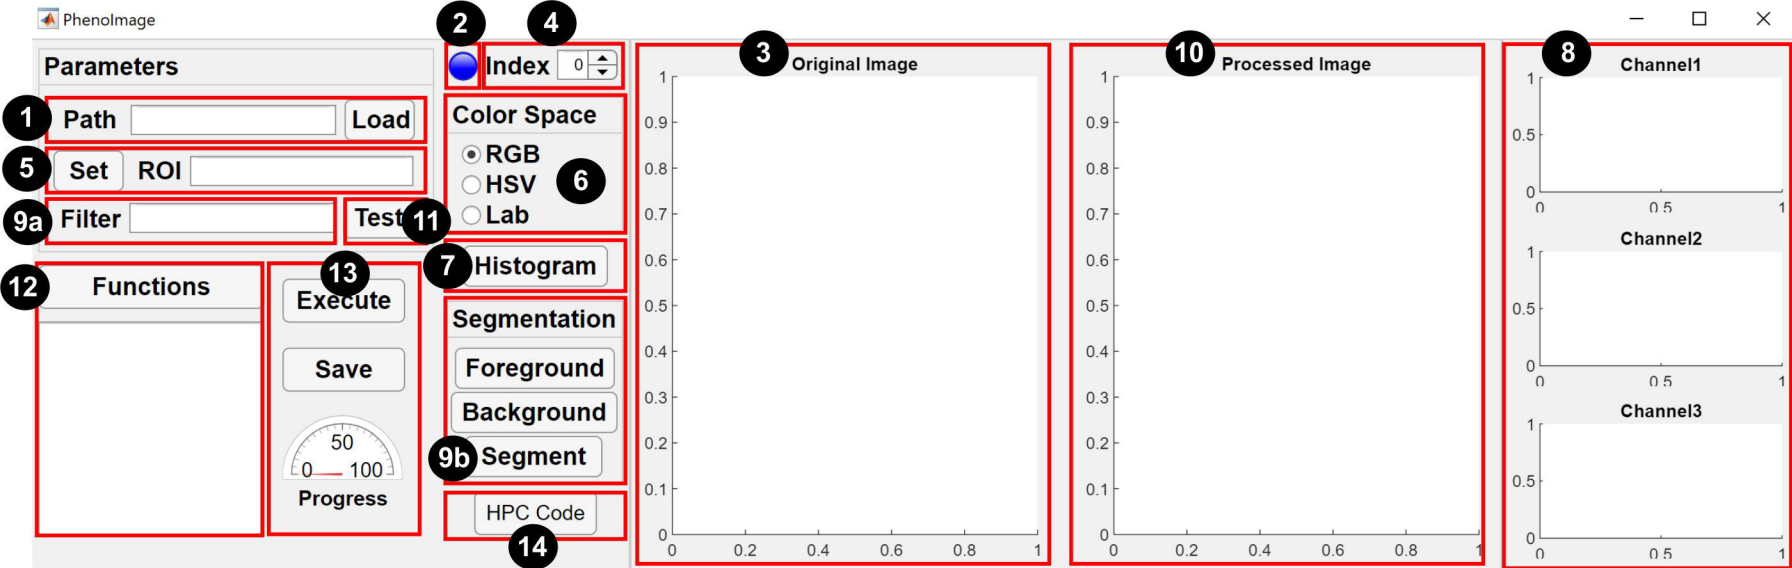 PhenoImage
2
4
3
10
8
Parameters
Index 0
Original Image
Processed Image
Channel1
1 Path Load
Color Space
5 Set ROI
RGB
HSV
Lab
6
9a Filter Test 11
7 Histogram
12 Functions
13
Execute
Save
50
0 100
Progress
Segmentation
Foreground
Background
9b Segment
HPC Code
14
1
0.9
0.8
0.7
0.6
0.5
0.4
0.3
0.2
0.1
0
0 0.2 0.4 0.6 0.8 1
1
0.9
0.8
0.7
0.6
0.5
0.4
0.3
0.2
0.1
0
0 0.2 0.4 0.6 0.8 1
1
0.5
0
0 0.5 1
Channel2
1
0.5
0
0 0.5 1
Channel3
1
0.5
0
0 0.5 1